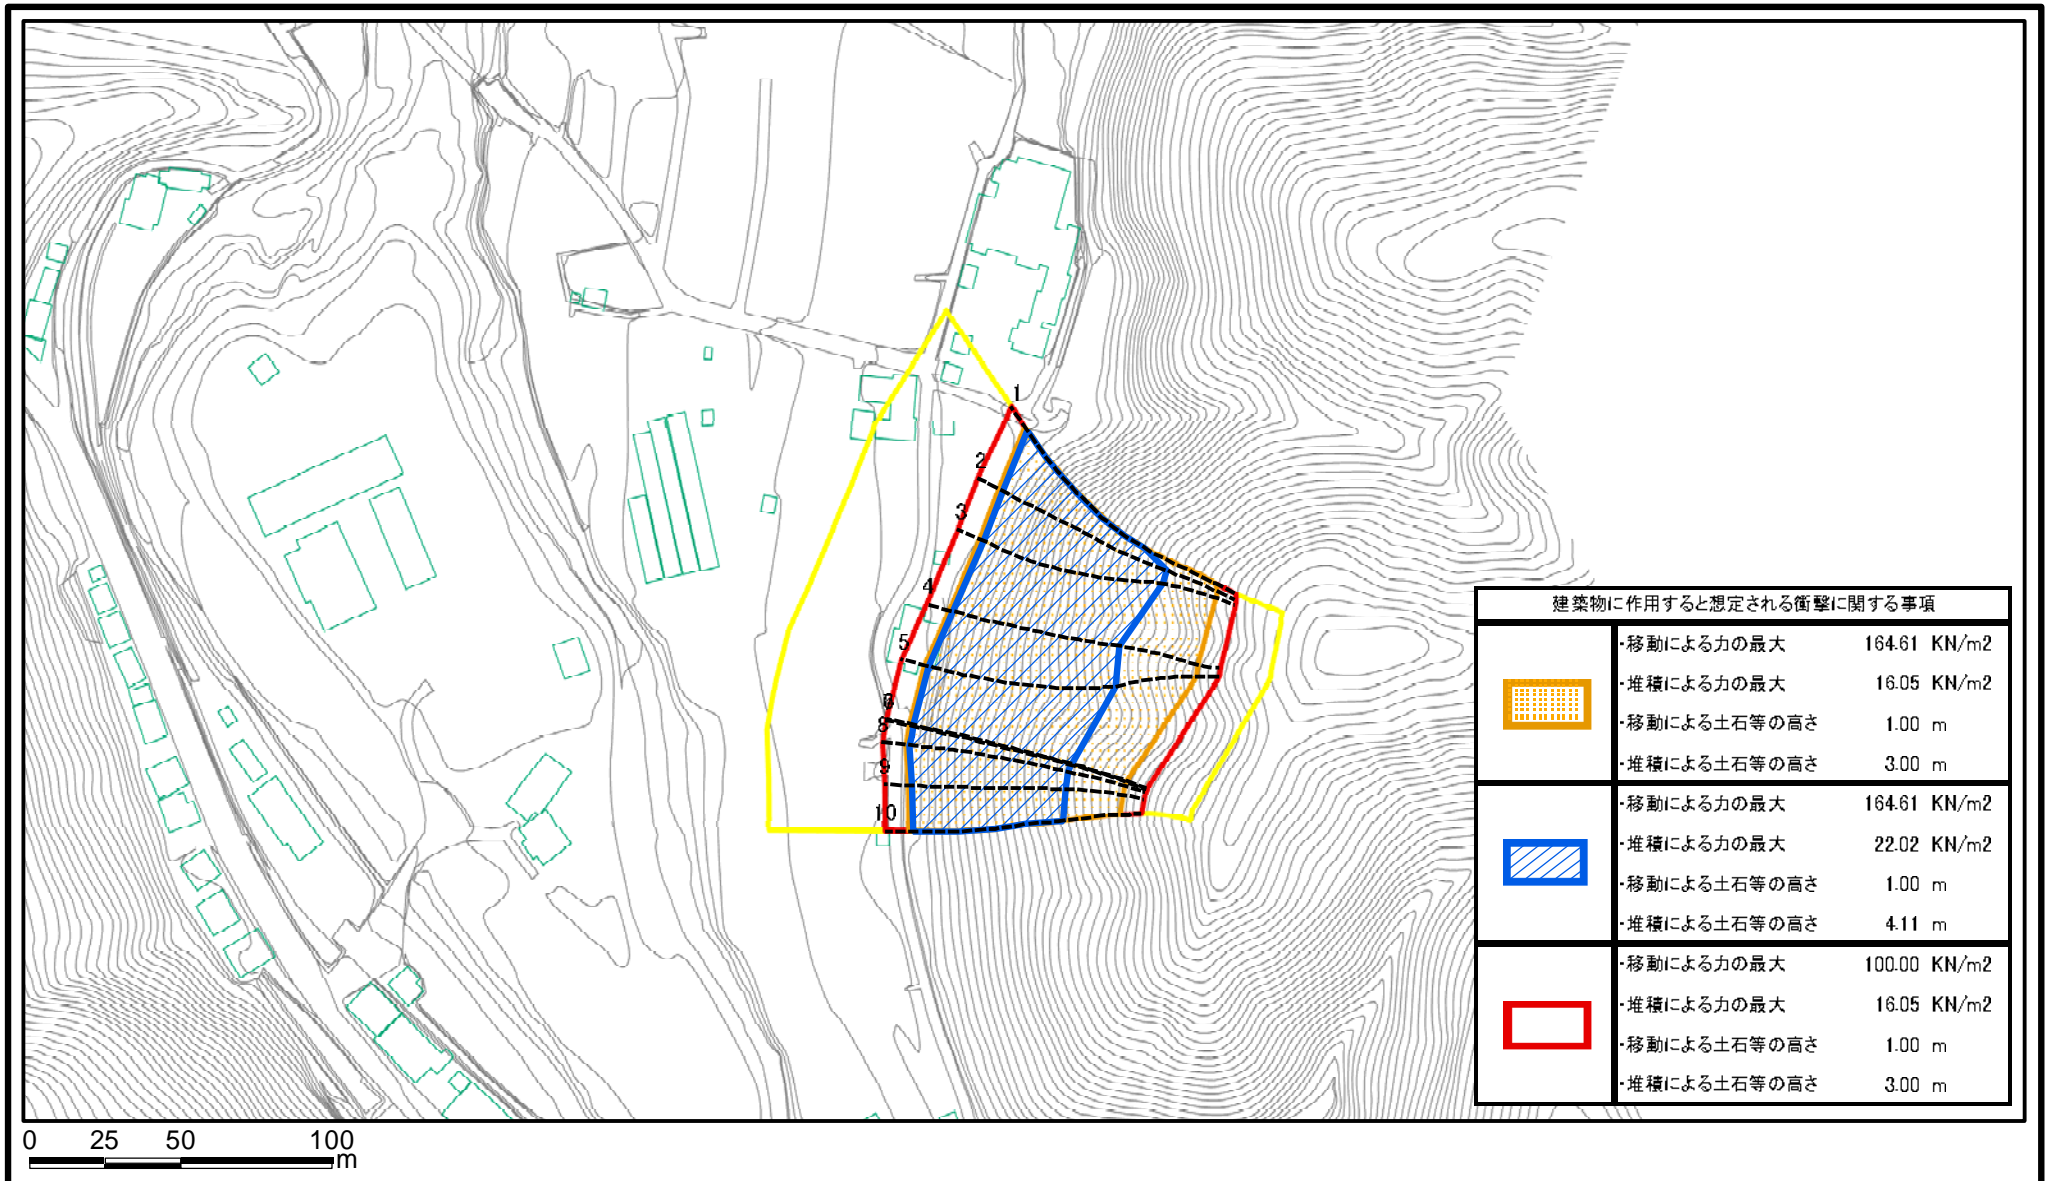 1
2
3
4
5
8
9
10
建築物に作用すると想定される衝撃に関する事項
・移動による力の最大 164.61 KN/m2
・堆積による力の最大 16.05 KN/m2
・移動による土石等の高さ 1.00 m
・堆積による土石等の高さ 3.00 m
・移動による力の最大 164.61 KN/m2
・堆積による力の最大 22.02 KN/m2
・移動による土石等の高さ 1.00 m
・堆積による土石等の高さ 4.11 m
・移動による力の最大 100.00 KN/m2
・堆積による力の最大 16.05 KN/m2
・移動による土石等の高さ 1.00 m
・堆積による土石等の高さ 3.00 m
0 25 50 100
m